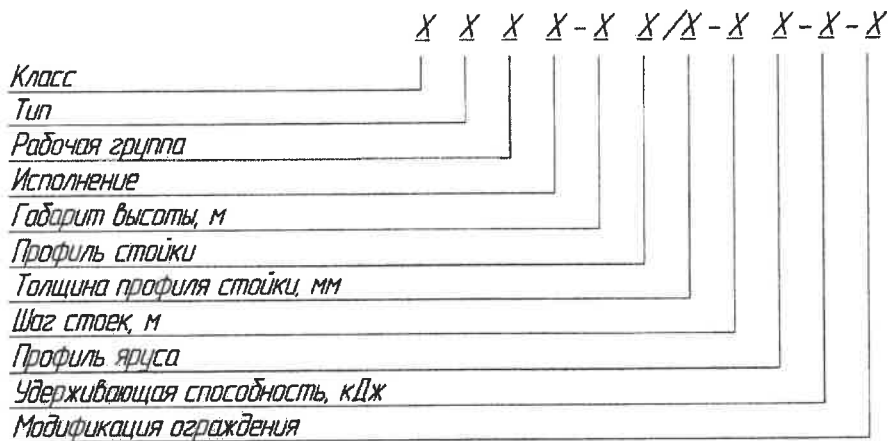 X X X X-X X/X-X X-X-X
Класс
Тип
Рабочая группа
Исполнение
Габарит высоты, м
Профиль стойки
Толщина профиля стойки, мм
Шаг стоек, м
Профиль яруса
Удерживающая способность, кДж
Модификация ограждения